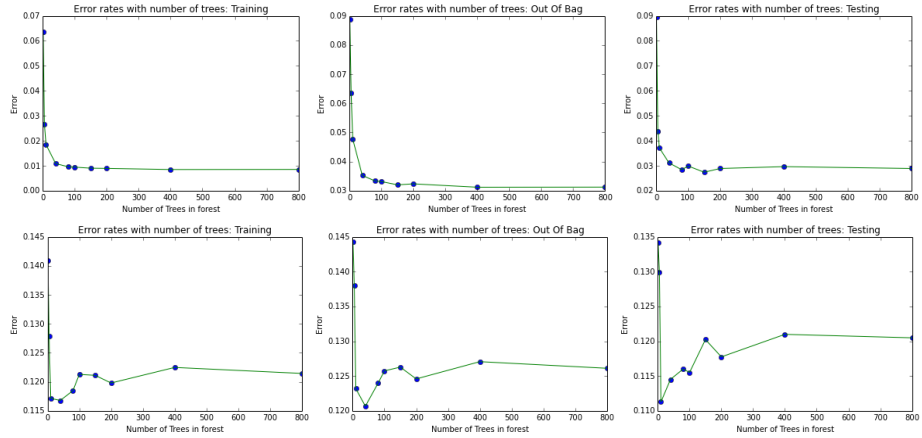 Error rates with number of trees: Training
0.07
0.06
0.05
0.04
0.03
0.02
0.01
0.00
Error
0 100 200 300 400 500 600 700 800
Number of Trees in forest
Error rates with number of trees: Out Of Bag
0.09
0.08
0.07
0.06
0.05
0.04
0.03
Error
0 100 200 300 400 500 600 700 800
Number of Trees in forest
Error rates with number of trees: Testing
0.09
0.08
0.07
0.06
0.05
0.04
0.03
0.02
Error
0 100 200 300 400 500 600 700 800
Number of Trees in forest
Error rates with number of trees: Training
0.145
0.140
0.135
0.130
0.125
0.120
0.115
Error
0 100 200 300 400 500 600 700 800
Number of Trees in forest
Error rates with number of trees: Out Of Bag
0.145
0.140
0.135
0.130
0.125
0.120
Error
0 100 200 300 400 500 600 700 800
Number of Trees in forest
Error rates with number of trees: Testing
0.135
0.130
0.125
0.120
0.115
0.110
Error
0 100 200 300 400 500 600 700 800
Number of Trees in forest